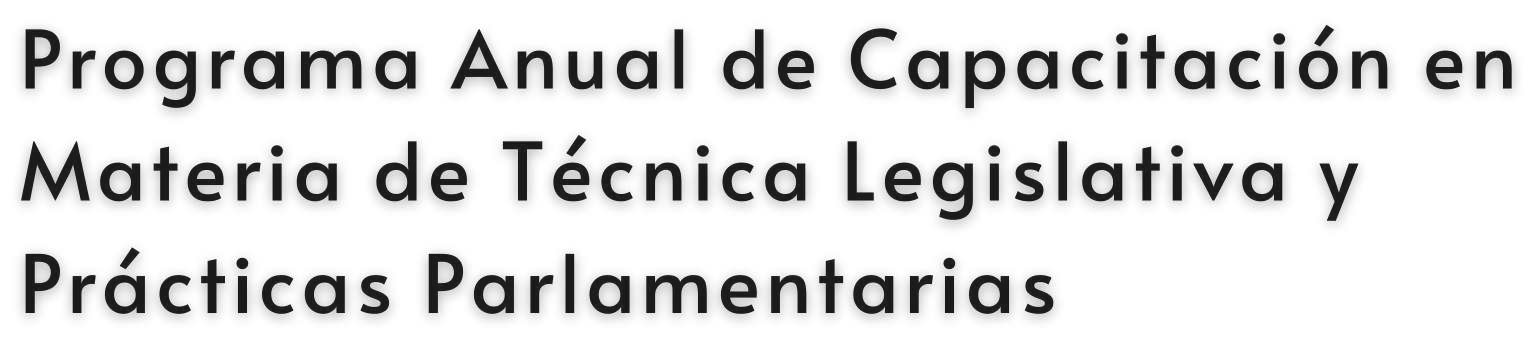 Programa Anual de Capacitación en
Materia de Técnica Legislativa y
Prácticas Parlamentarias